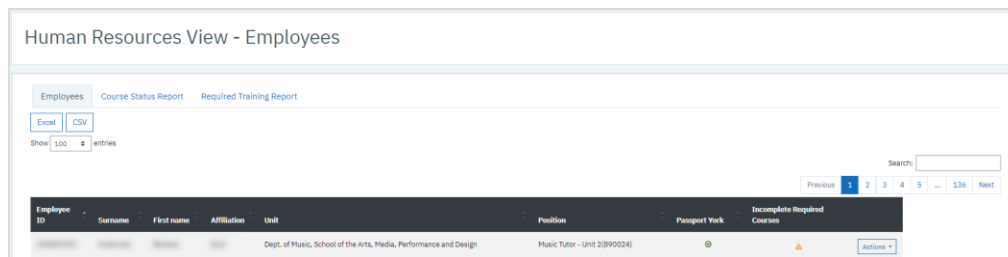 Human Resources View - Employees
Employees Course Status Report Required Training Report
Excel CSV
Show 100 entries
Search:
Previous 1 2 3 4 5 ... 136 Next
Employee ID Surname First name Affiliation Unit Position Passport York Incomplete Required Courses
Dept. of Music, School of the Arts, Media, Performance and Design Music Tutor - Unit 2(890024) Actions